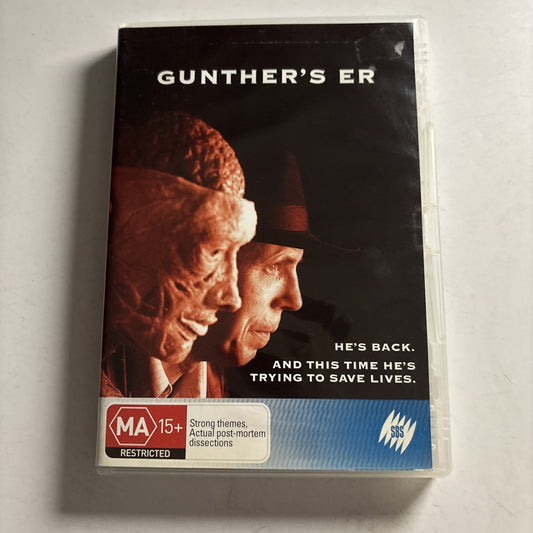 GUNTHER'S ER
HE'S BACK.
AND THIS TIME HE'S
TRYING TO SAVE LIVES.
MA 15+
RESTRICTED
Strong themes,
Actual post-mortem
dissections
SBS